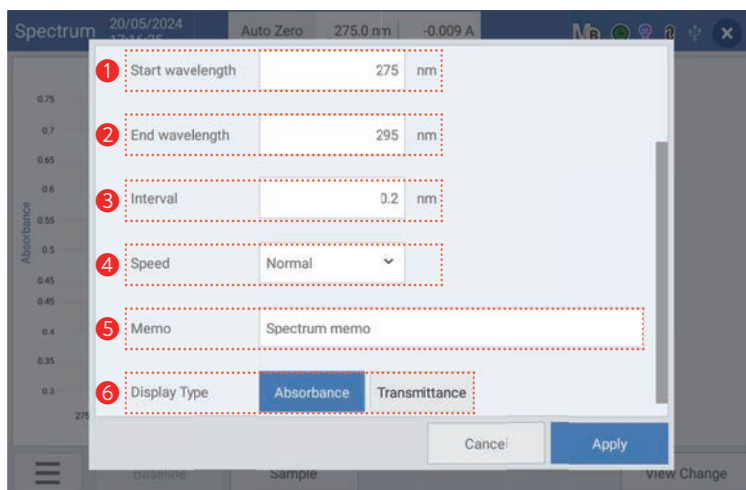 Spectrum 20/05/2024 Auto Zero 275.0 nm -0.009 A
17:16:25
1 Start wavelength 275 nm
2 End wavelength 295 nm
3 Interval 0.2 nm
4 Speed Normal
5 Memo Spectrum memo
6 Display Type Absorbance Transmittance
Cancel Apply
Absorbance
0.75
0.7
0.65
0.6
0.55
0.5
0.45
0.45
0.4
0.35
0.3
275
Baseline Sample View Change